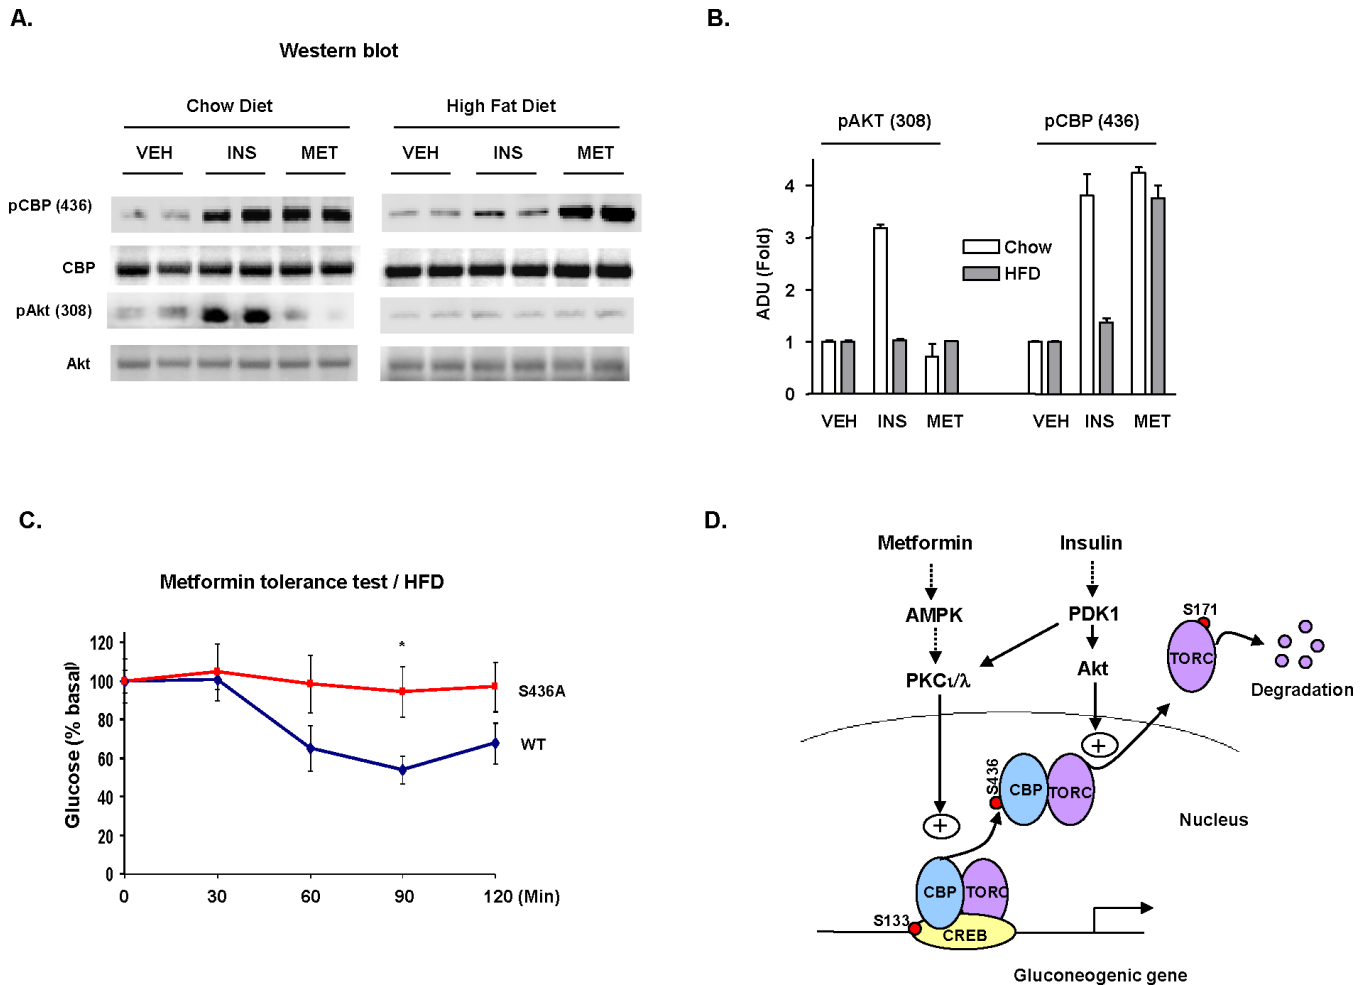 A.
Western blot
Chow Diet
High Fat Diet
VEH INS MET
VEH INS MET
pCBP (436)
CBP
pAkt (308)
Akt
B.
pAKT (308)
pCBP (436)
ADU (Fold)
4
3
2
1
0
Chow
HFD
VEH INS MET
VEH INS MET
C.
Metformin tolerance test / HFD
Glucose (% basal)
120
100
80
60
40
20
0
*
S436A
WT
0 30 60 90 120 (Min)
D.
Metformin
Insulin
AMPK
PDK1
S171
TORC
PKCι/λ
Akt
Degradation
+
S436
CBP
TORC
Nucleus
+
CBP
TORC
S133
CREB
Gluconeogenic gene